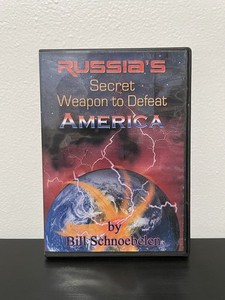 RUSSIA'S
Secret
Weapon to Defeat
AMERICA
by
Bill Schnoebelen